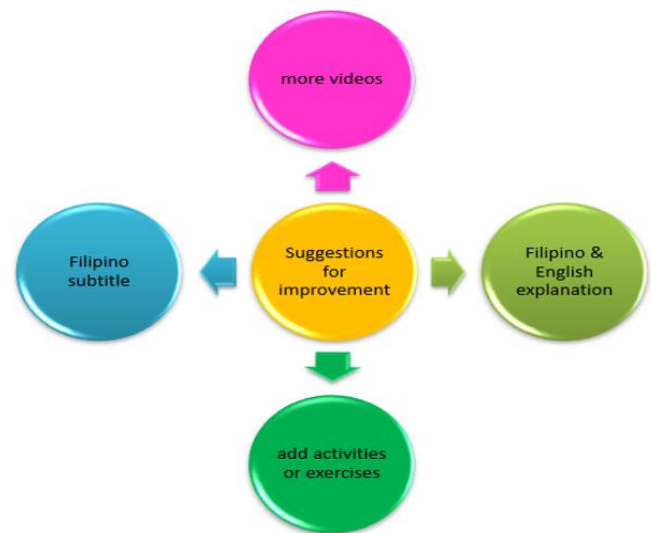 more videos
Filipino
subtitle
Suggestions
for
improvement
Filipino &
English
explanation
add activities
or exercises